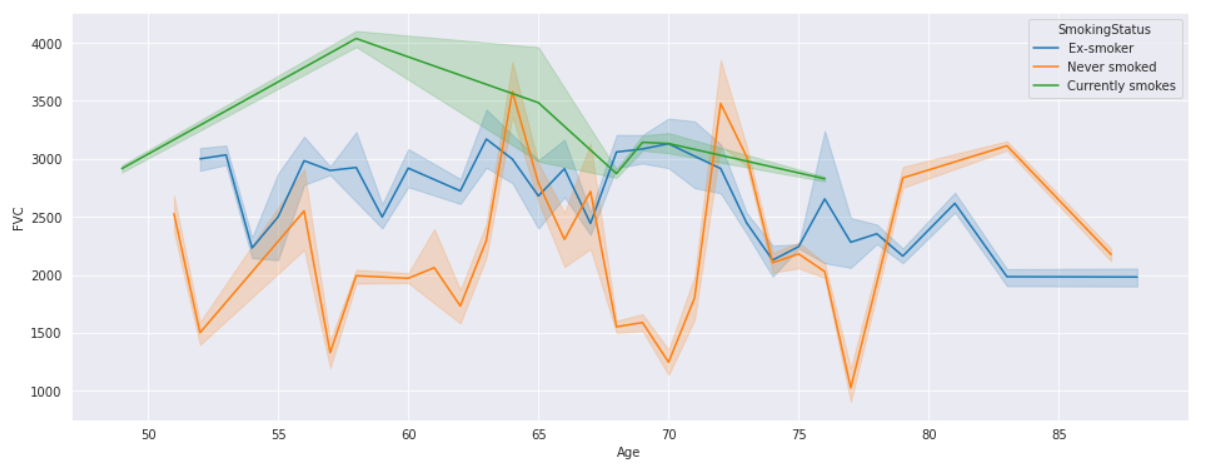 SmokingStatus
Ex-smoker
Never smoked
Currently smokes
4000
3500
3000
2500
2000
1500
1000
FVC
50 55 60 65 70 75 80 85
Age